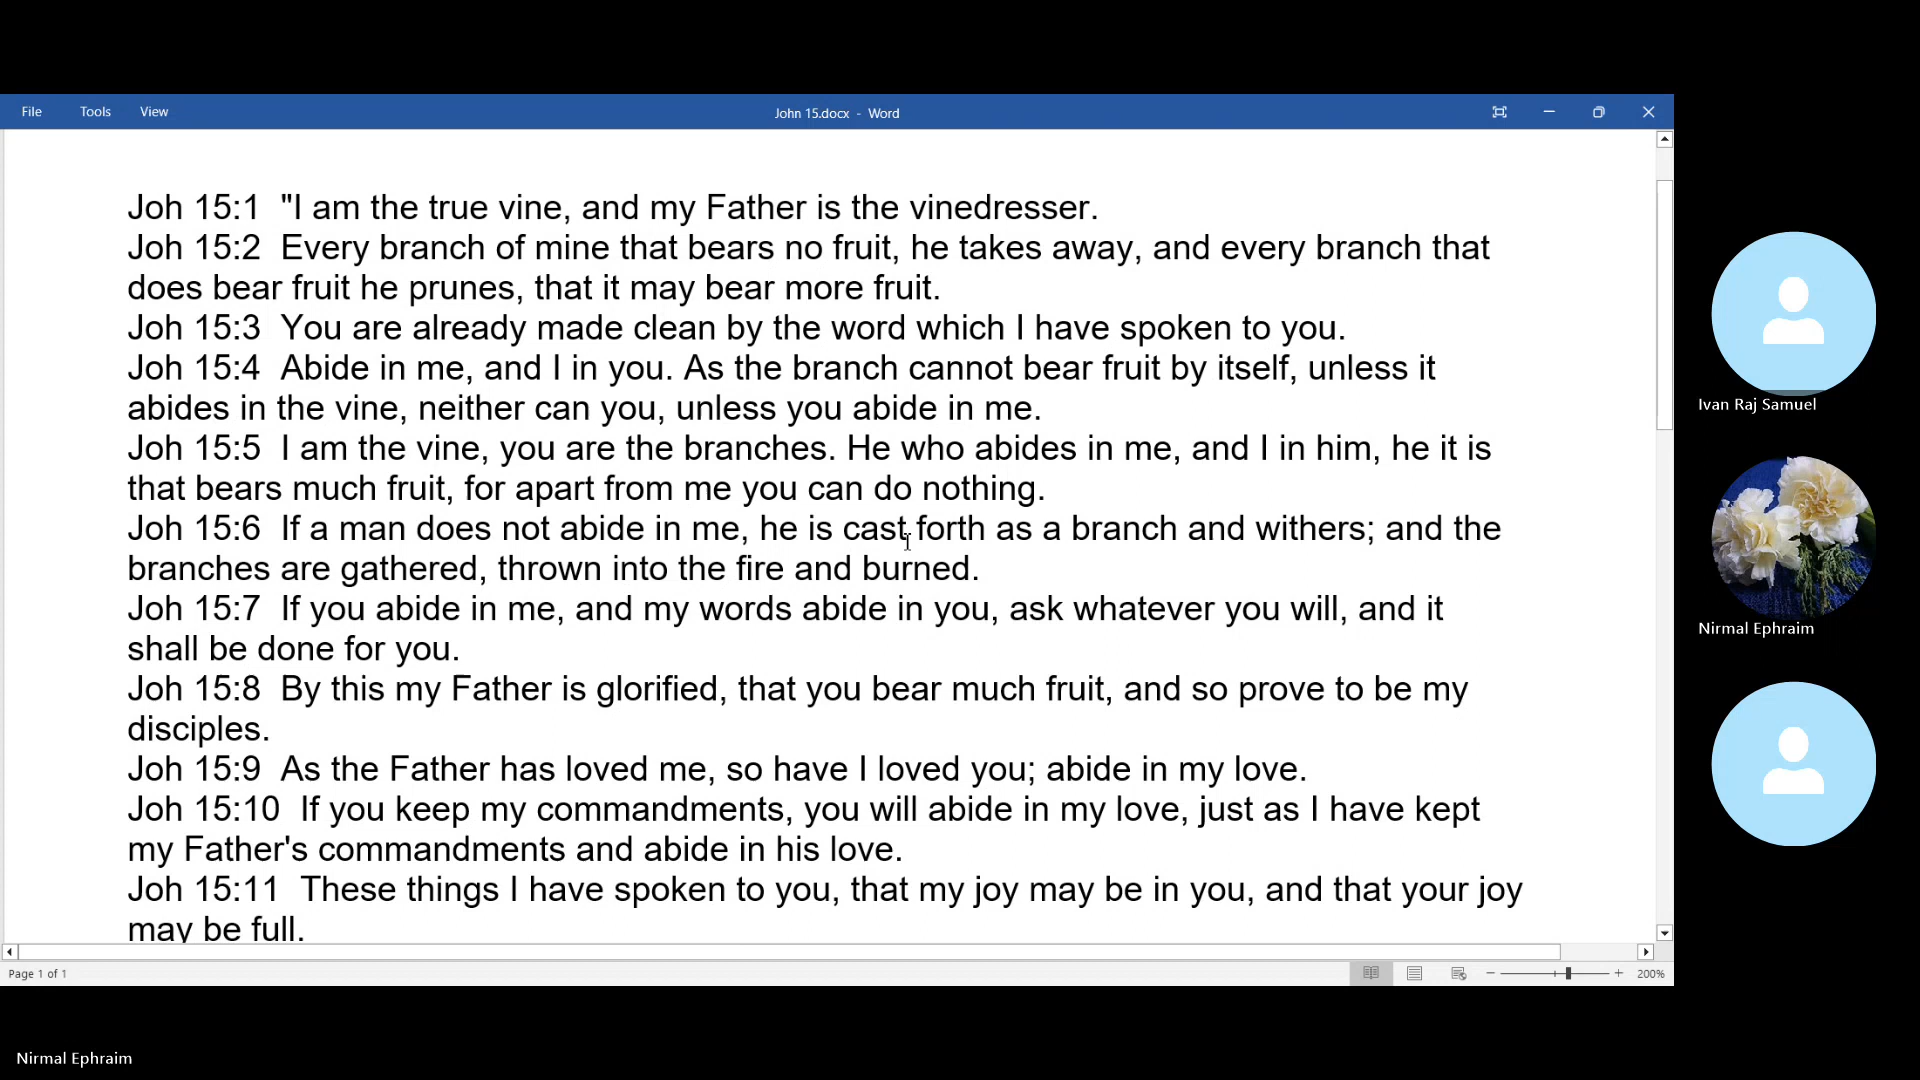 File Tools View John 15.docx - Word
Joh 15:1 "I am the true vine, and my Father is the vinedresser.
Joh 15:2 Every branch of mine that bears no fruit, he takes away, and every branch that
does bear fruit he prunes, that it may bear more fruit.
Joh 15:3 You are already made clean by the word which I have spoken to you.
Joh 15:4 Abide in me, and I in you. As the branch cannot bear fruit by itself, unless it
abides in the vine, neither can you, unless you abide in me.
Joh 15:5 I am the vine, you are the branches. He who abides in me, and I in him, he it is
that bears much fruit, for apart from me you can do nothing.
Joh 15:6 If a man does not abide in me, he is cast forth as a branch and withers; and the
branches are gathered, thrown into the fire and burned.
Joh 15:7 If you abide in me, and my words abide in you, ask whatever you will, and it
shall be done for you.
Joh 15:8 By this my Father is glorified, that you bear much fruit, and so prove to be my
disciples.
Joh 15:9 As the Father has loved me, so have I loved you; abide in my love.
Joh 15:10 If you keep my commandments, you will abide in my love, just as I have kept
my Father's commandments and abide in his love.
Joh 15:11 These things I have spoken to you, that my joy may be in you, and that your joy
may be full.
Page 1 of 1
200%
Ivan Raj Samuel
Nirmal Ephraim
Nirmal Ephraim